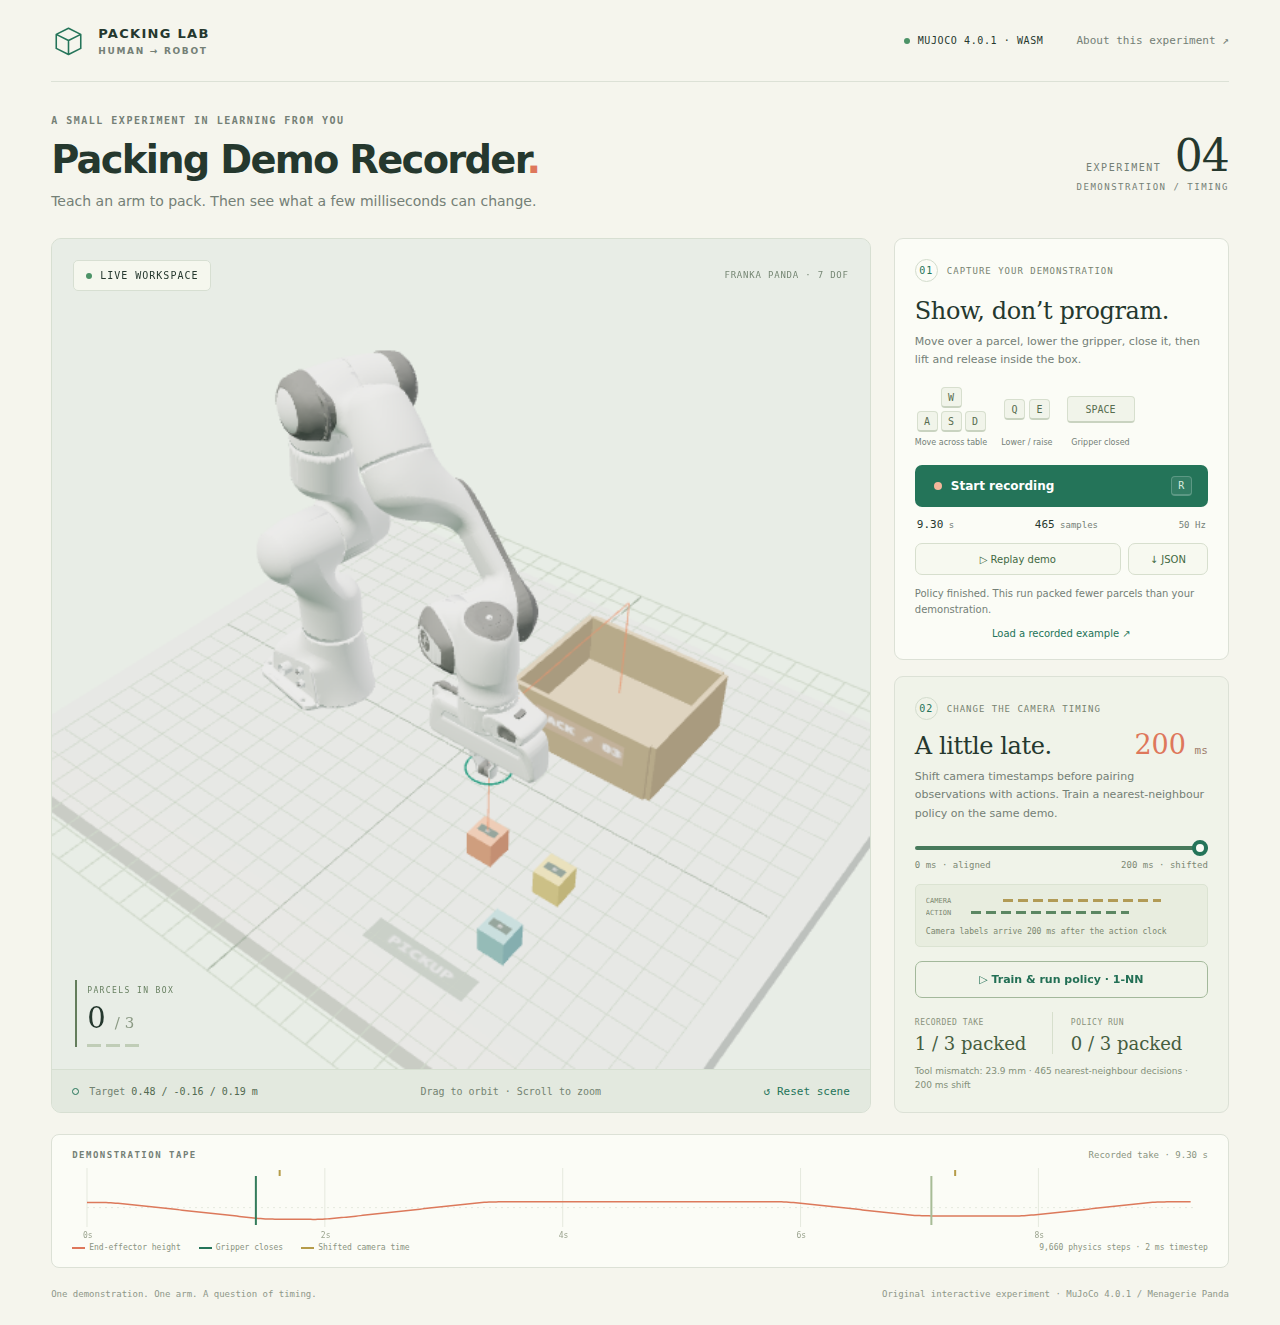 PACKING LAB
HUMAN → ROBOT
MUJOCO 4.0.1 · WASM
About this experiment ↗
A SMALL EXPERIMENT IN LEARNING FROM YOU
Packing Demo Recorder.
Teach an arm to pack. Then see what a few milliseconds can change.
EXPERIMENT 04
DEMONSTRATION / TIMING
LIVE WORKSPACE
FRANKA PANDA · 7 DOF
ACK / 03
PICKUP
PARCELS IN BOX
0 / 3
Target 0.48 / -0.16 / 0.19 m
Drag to orbit · Scroll to zoom
↺ Reset scene
01 CAPTURE YOUR DEMONSTRATION
Show, don’t program.
Move over a parcel, lower the gripper, close it, then
lift and release inside the box.
W
A S D
Q E
SPACE
Move across table
Lower / raise
Gripper closed
Start recording R
9.30 s
465 samples
50 Hz
▷ Replay demo
↓ JSON
Policy finished. This run packed fewer parcels than your
demonstration.
Load a recorded example ↗
02 CHANGE THE CAMERA TIMING
A little late.
200 ms
Shift camera timestamps before pairing
observations with actions. Train a nearest-neighbour
policy on the same demo.
0 ms · aligned
200 ms · shifted
CAMERA
ACTION
Camera labels arrive 200 ms after the action clock
▷ Train & run policy · 1-NN
RECORDED TAKE
1 / 3 packed
POLICY RUN
0 / 3 packed
Tool mismatch: 23.9 mm · 465 nearest-neighbour decisions ·
200 ms shift
DEMONSTRATION TAPE
Recorded take · 9.30 s
0s
2s
4s
6s
8s
End-effector height
Gripper closes
Shifted camera time
9,660 physics steps · 2 ms timestep
One demonstration. One arm. A question of timing.
Original interactive experiment · MuJoCo 4.0.1 / Menagerie Panda